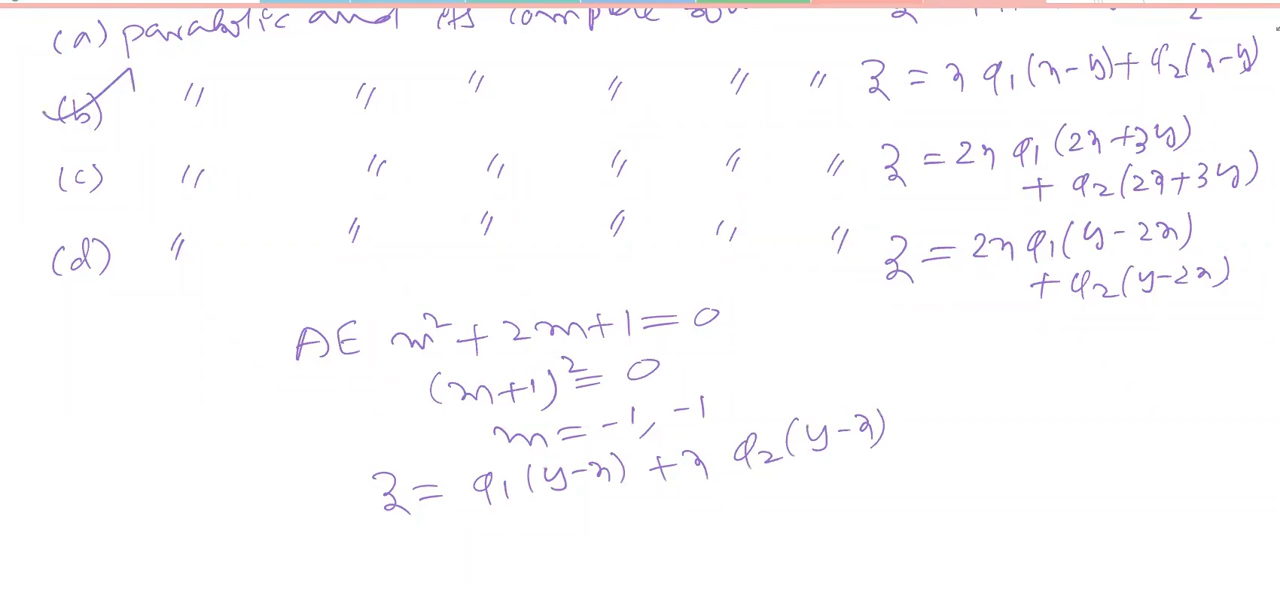 (a) parabolic and its complete
(b) " " " " " " z = x φ₁(x-y) + φ₂(x-y)
(c) " " " " " " z = 2x φ₁(2x+3y)
+ φ₂(2x+3y)
(d) " " " " " " z = 2x φ₁(y-2x)
+ φ₂(y-2x)
AE m² + 2m+1 = 0
(m+1)² = 0
m = -1, -1
z = φ₁(y-x) + x φ₂(y-x)